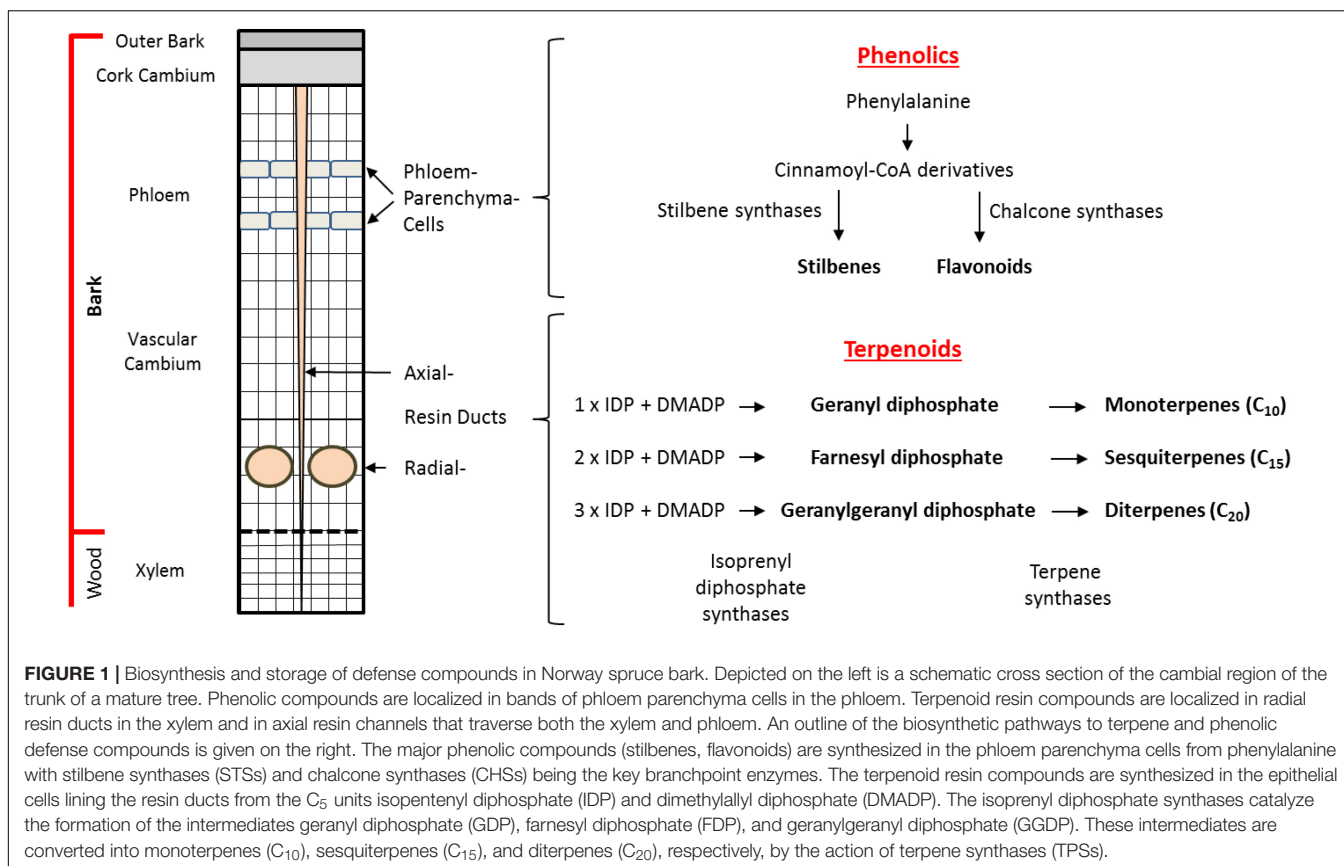 Outer Bark
Cork Cambium
Phloem
Vascular
Cambium
Xylem
Bark
Wood
Phloem-
Parenchyma-
Cells
Axial-
Resin Ducts
Radial-
Phenolics
Phenylalanine
Cinnamoyl-CoA derivatives
Stilbene synthases
Chalcone synthases
Stilbenes
Flavonoids
Terpenoids
1 x IDP + DMADP → Geranyl diphosphate → Monoterpenes (C₁₀)
2 x IDP + DMADP → Farnesyl diphosphate → Sesquiterpenes (C₁₅)
3 x IDP + DMADP → Geranylgeranyl diphosphate → Diterpenes (C₂₀)
Isoprenyl
diphosphate
synthases
Terpene
synthases
FIGURE 1 | Biosynthesis and storage of defense compounds in Norway spruce bark. Depicted on the left is a schematic cross section of the cambial region of the
trunk of a mature tree. Phenolic compounds are localized in bands of phloem parenchyma cells in the phloem. Terpenoid resin compounds are localized in radial
resin ducts in the xylem and in axial resin channels that traverse both the xylem and phloem. An outline of the biosynthetic pathways to terpene and phenolic
defense compounds is given on the right. The major phenolic compounds (stilbenes, flavonoids) are synthesized in the phloem parenchyma cells from phenylalanine
with stilbene synthases (STSs) and chalcone synthases (CHSs) being the key branchpoint enzymes. The terpenoid resin compounds are synthesized in the epithelial
cells lining the resin ducts from the C₅ units isopentenyl diphosphate (IDP) and dimethylallyl diphosphate (DMADP). The isoprenyl diphosphate synthases catalyze
the formation of the intermediates geranyl diphosphate (GDP), farnesyl diphosphate (FDP), and geranylgeranyl diphosphate (GGDP). These intermediates are
converted into monoterpenes (C₁₀), sesquiterpenes (C₁₅), and diterpenes (C₂₀), respectively, by the action of terpene synthases (TPSs).